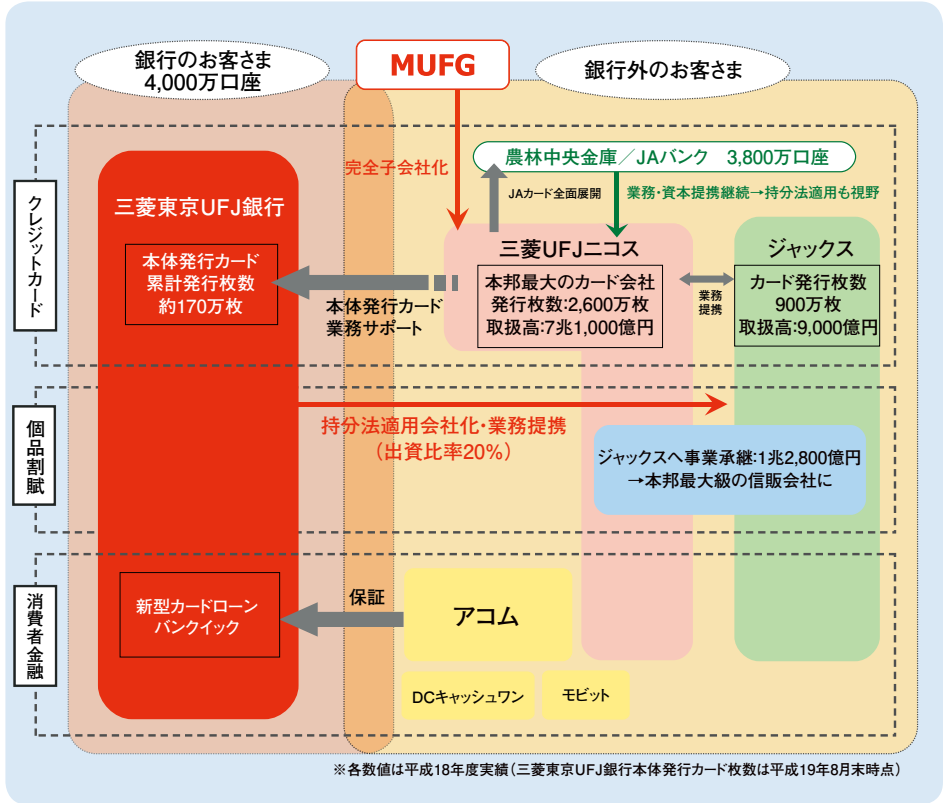 銀行のお客さま
4,000万口座
MUFG
銀行外のお客さま
クレジットカード
三菱東京UFJ銀行
本体発行カード
累計発行枚数
約170万枚
完全子会社化
農林中央金庫／JAバンク　3,800万口座
JAカード全面展開
業務・資本提携継続→持分法適用も視野
三菱UFJニコス
本邦最大のカード会社
発行枚数:2,600万枚
取扱高:7兆1,000億円
本体発行カード
業務サポート
業務
提携
ジャックス
カード発行枚数
900万枚
取扱高:9,000億円
個品割賦
持分法適用会社化・業務提携
（出資比率20%）
ジャックスへ事業承継:1兆2,800億円
→本邦最大級の信販会社に
消費者金融
新型カードローン
バンクイック
保証
アコム
DCキャッシュワン
モビット
※各数値は平成18年度実績（三菱東京UFJ銀行本体発行カード枚数は平成19年8月末時点）